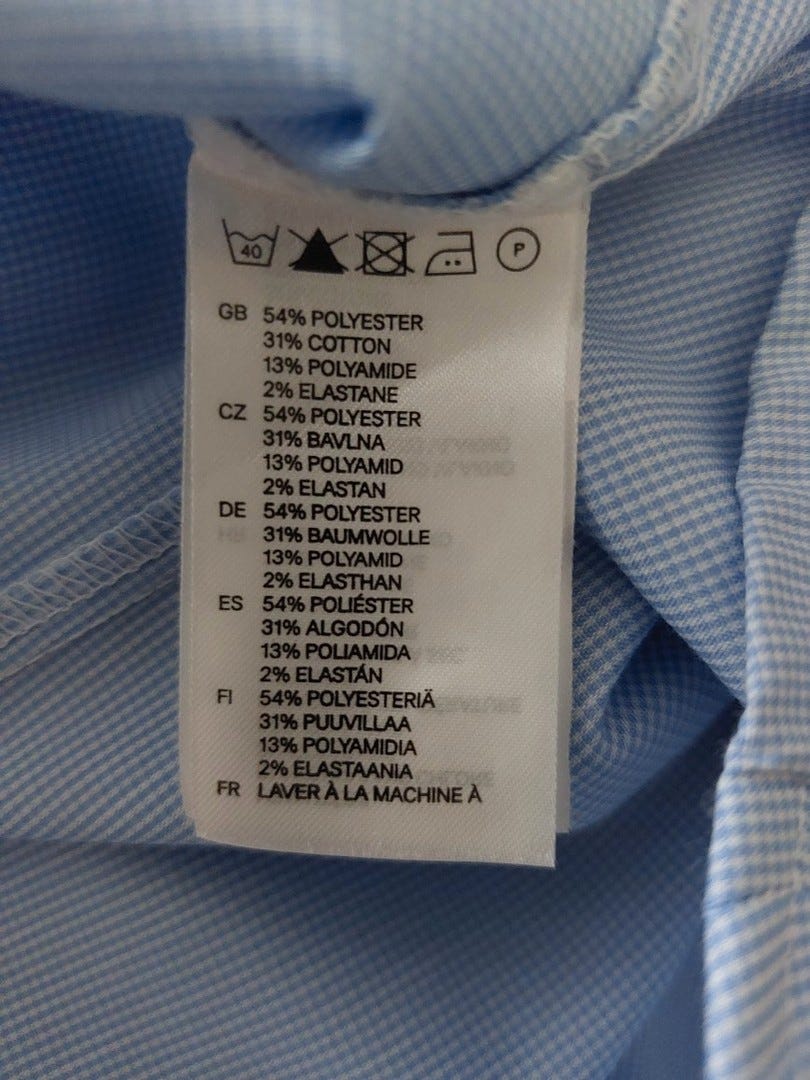 40 P
GB 54% POLYESTER
31% COTTON
13% POLYAMIDE
2% ELASTANE
CZ 54% POLYESTER
31% BAVLNA
13% POLYAMID
2% ELASTAN
DE 54% POLYESTER
31% BAUMWOLLE
13% POLYAMID
2% ELASTHAN
ES 54% POLIÉSTER
31% ALGODÓN
13% POLIAMIDA
2% ELASTÁN
FI 54% POLYESTERIÄ
31% PUUVILLAA
13% POLYAMIDIA
2% ELASTAANIA
FR LAVER À LA MACHINE À